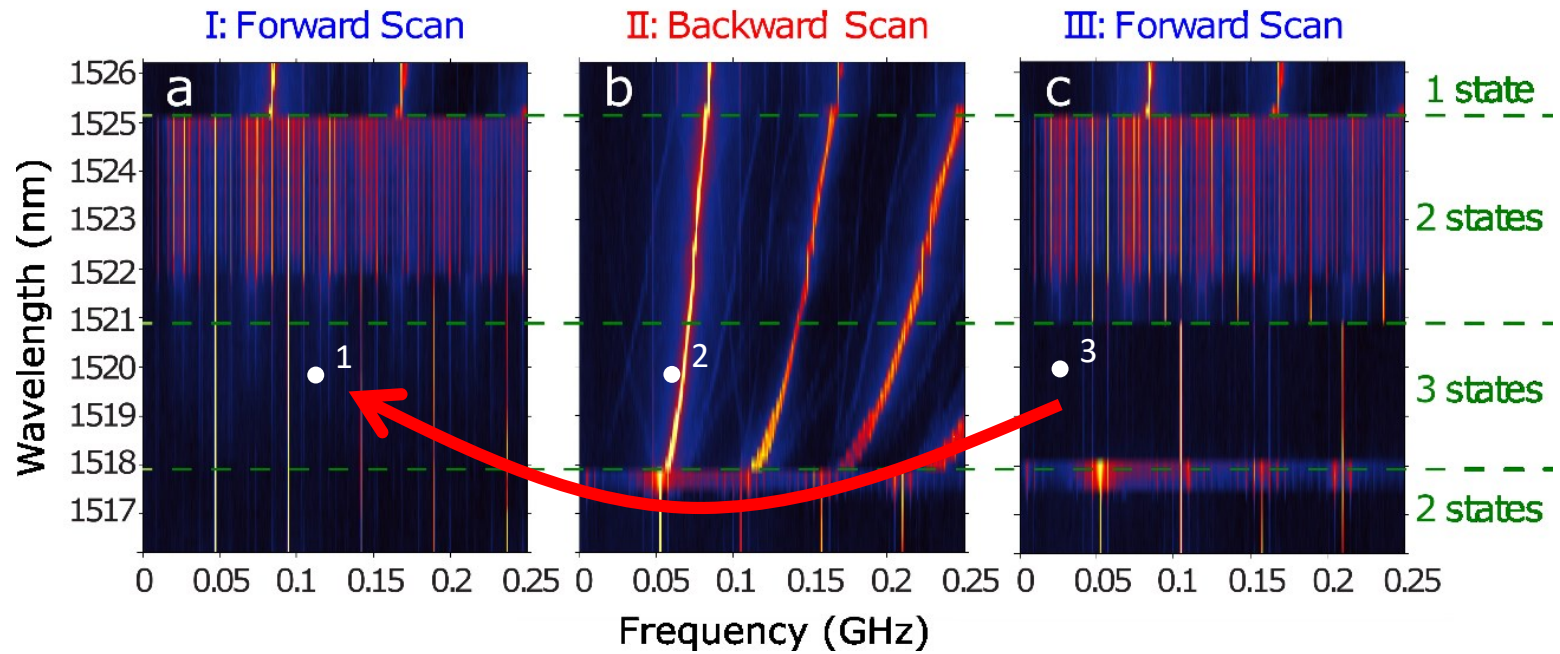 I: Forward Scan
II: Backward Scan
III: Forward Scan
a
b
c
1526
1525
1524
1523
1522
1521
1520
1519
1518
1517
Wavelength (nm)
1
2
3
1 state
2 states
3 states
2 states
0 0.05 0.1 0.15 0.2 0.25
0 0.05 0.1 0.15 0.2 0.25
0 0.05 0.1 0.15 0.2 0.25
Frequency (GHz)